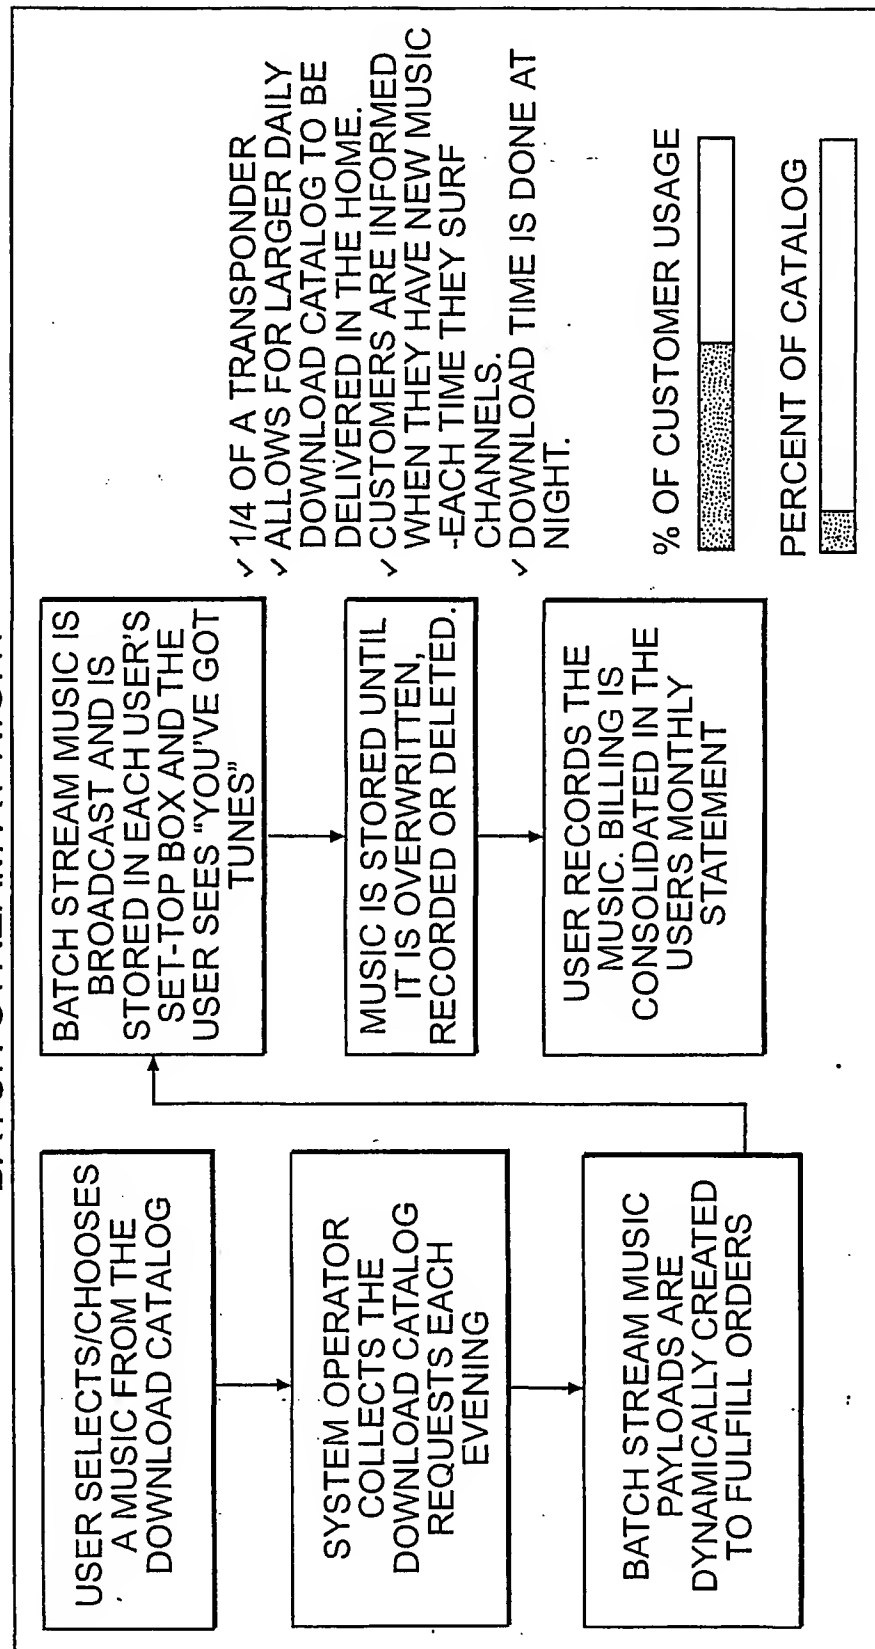 USER SELECTS/CHOOSES
A MUSIC FROM THE
DOWNLOAD CATALOG
SYSTEM OPERATOR
COLLECTS THE
DOWNLOAD CATALOG
REQUESTS EACH
EVENING
BATCH STREAM MUSIC
PAYLOADS ARE
DYNAMICALLY CREATED
TO FULFILL ORDERS
BATCH STREAM MUSIC IS
BROADCAST AND IS
STORED IN EACH USER'S
SET-TOP BOX AND THE
USER SEES “YOU'VE GOT
TUNES”
MUSIC IS STORED UNTIL
IT IS OVERWRITTEN,
RECORDED OR DELETED.
USER RECORDS THE
MUSIC. BILLING IS
CONSOLIDATED IN THE
USERS MONTHLY
STATEMENT
✓ 1/4 OF A TRANSPONDER
✓ ALLOWS FOR LARGER DAILY
DOWNLOAD CATALOG TO BE
DELIVERED IN THE HOME.
✓ CUSTOMERS ARE INFORMED
WHEN THEY HAVE NEW MUSIC
-EACH TIME THEY SURF
CHANNELS.
✓ DOWNLOAD TIME IS DONE AT
NIGHT.
% OF CUSTOMER USAGE
PERCENT OF CATALOG